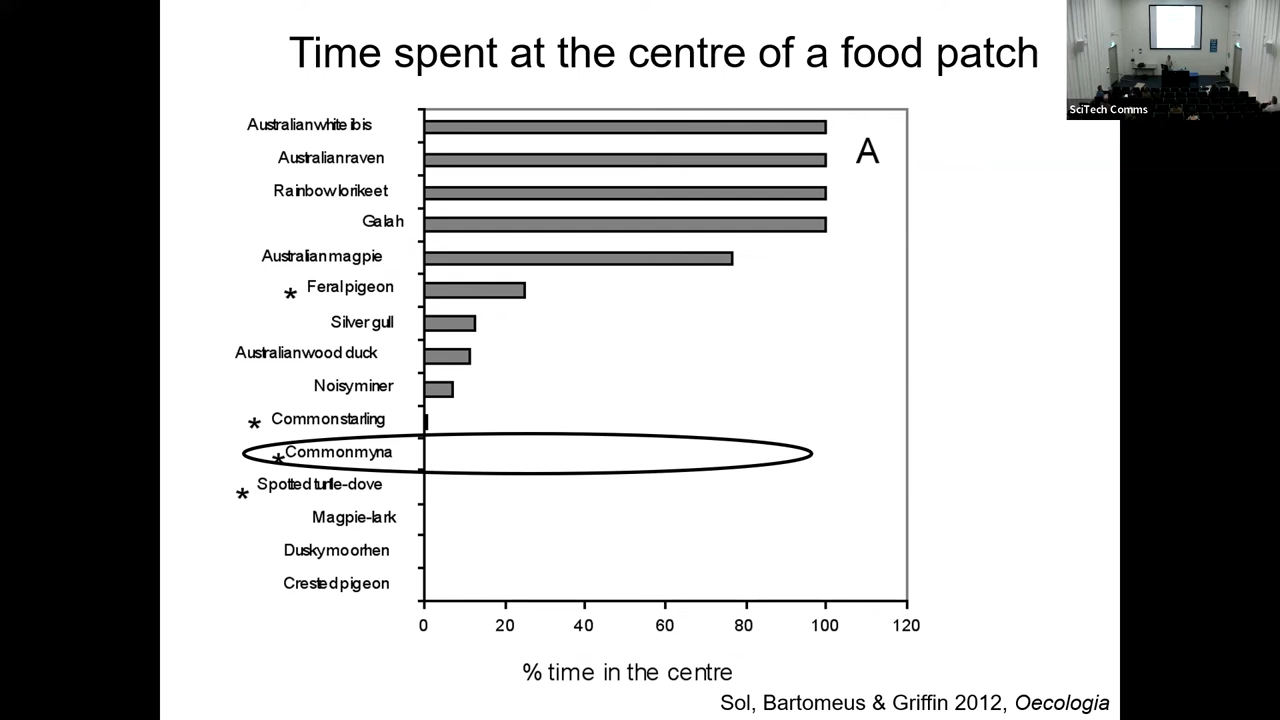 Time spent at the centre of a food patch
SciTech Comms
Australian white ibis
A
Australian raven
Rainbow lorikeet
Galah
Australian magpie
* Feral pigeon
Silver gull
Australian wood duck
Noisy miner
* Common starling
* Common myna
* Spotted turtle-dove
Magpie-lark
Dusky moorhen
Crested pigeon
0 20 40 60 80 100 120
% time in the centre
Sol, Bartomeus & Griffin 2012, Oecologia